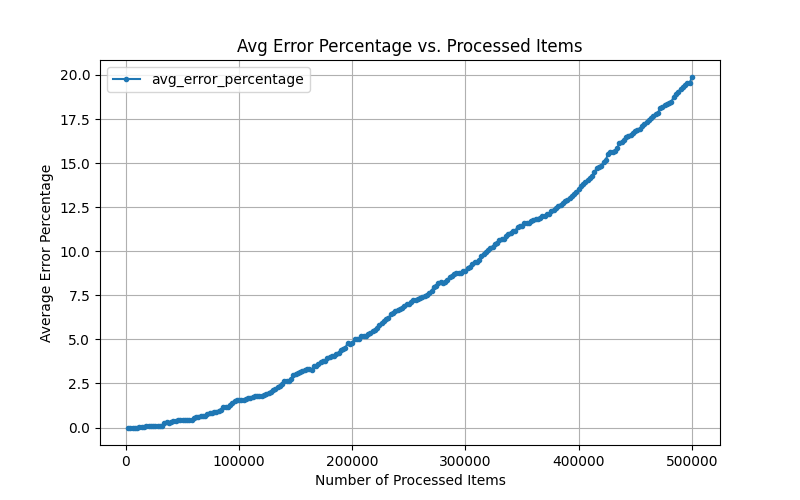 Avg Error Percentage vs. Processed Items
avg_error_percentage
Average Error Percentage
20.0
17.5
15.0
12.5
10.0
7.5
5.0
2.5
0.0
0 100000 200000 300000 400000 500000
Number of Processed Items